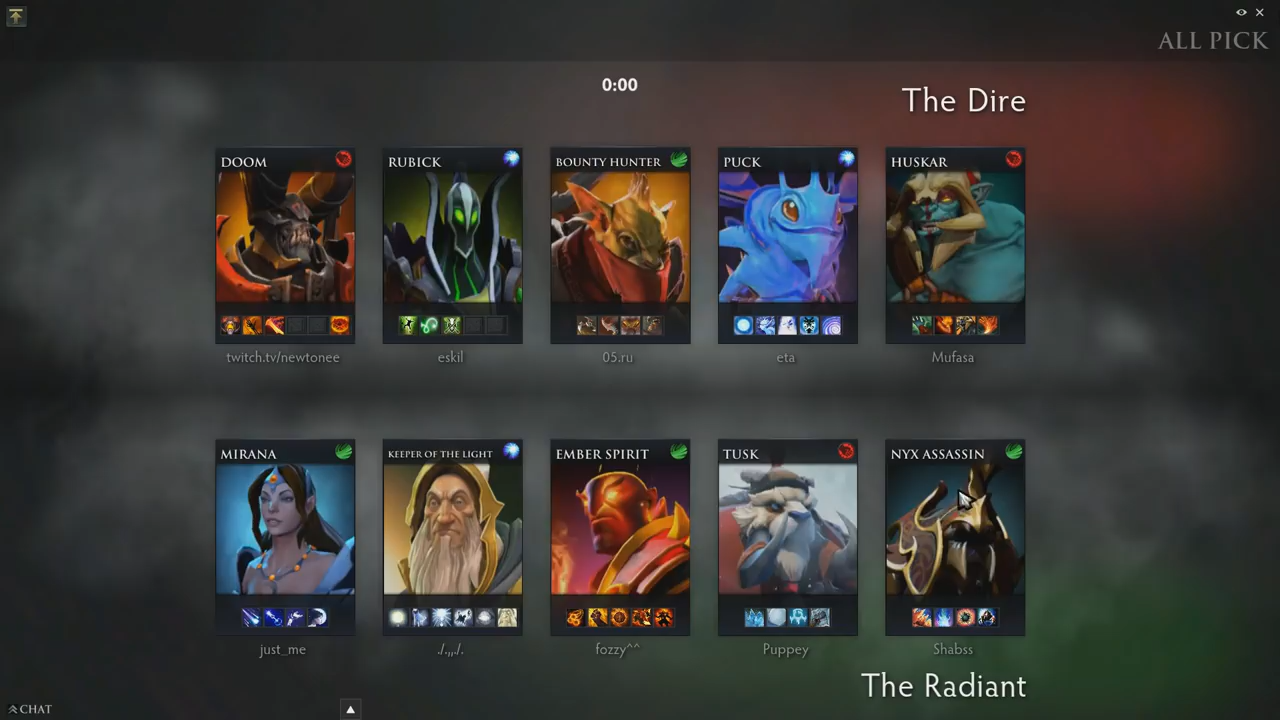 ALL PICK
0:00
The Dire
DOOM
RUBICK
BOUNTY HUNTER
PUCK
HUSKAR
twitch.tv/newtonee
eskil
05.ru
eta
Mufasa
MIRANA
KEEPER OF THE LIGHT
EMBER SPIRIT
TUSK
NYX ASSASSIN
just_me
./.,,./.
fozzy^^
Puppey
Shabss
The Radiant
CHAT